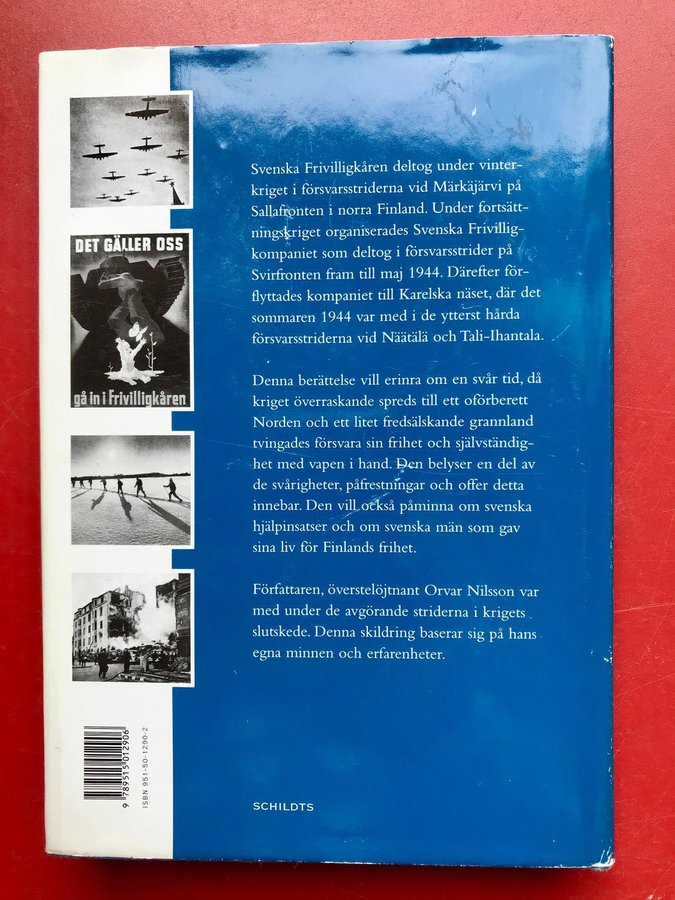 DET GÄLLER OSS
gå in i Frivilligkåren
Svenska Frivilligkåren deltog under vinter-
kriget i försvarsstriderna vid Märkäjärvi på
Sallafronten i norra Finland. Under fortsätt-
ningskriget organiserades Svenska Frivillig-
kompaniet som deltog i försvarsstrider på
Svirfronten fram till maj 1944. Därefter för-
flyttades kompaniet till Karelska näset, där det
sommaren 1944 var med i de ytterst hårda
försvarsstriderna vid Näätälä och Tali-Ihantala.
Denna berättelse vill erinra om en svår tid, då
kriget överraskande spreds till ett oförberett
Norden och ett litet fredsälskande grannland
tvingades försvara sin frihet och självständig-
het med vapen i hand. Den belyser en del av
de svårigheter, påfrestningar och offer detta
innebar. Den vill också påminna om svenska
hjälpinsatser och om svenska män som gav
sina liv för Finlands frihet.
Författaren, överstelöjtnant Orvar Nilsson var
med under de avgörande striderna i krigets
slutskede. Denna skildring baserar sig på hans
egna minnen och erfarenheter.
9 789515 012906
ISBN 951-50-1290-2
SCHILDTS